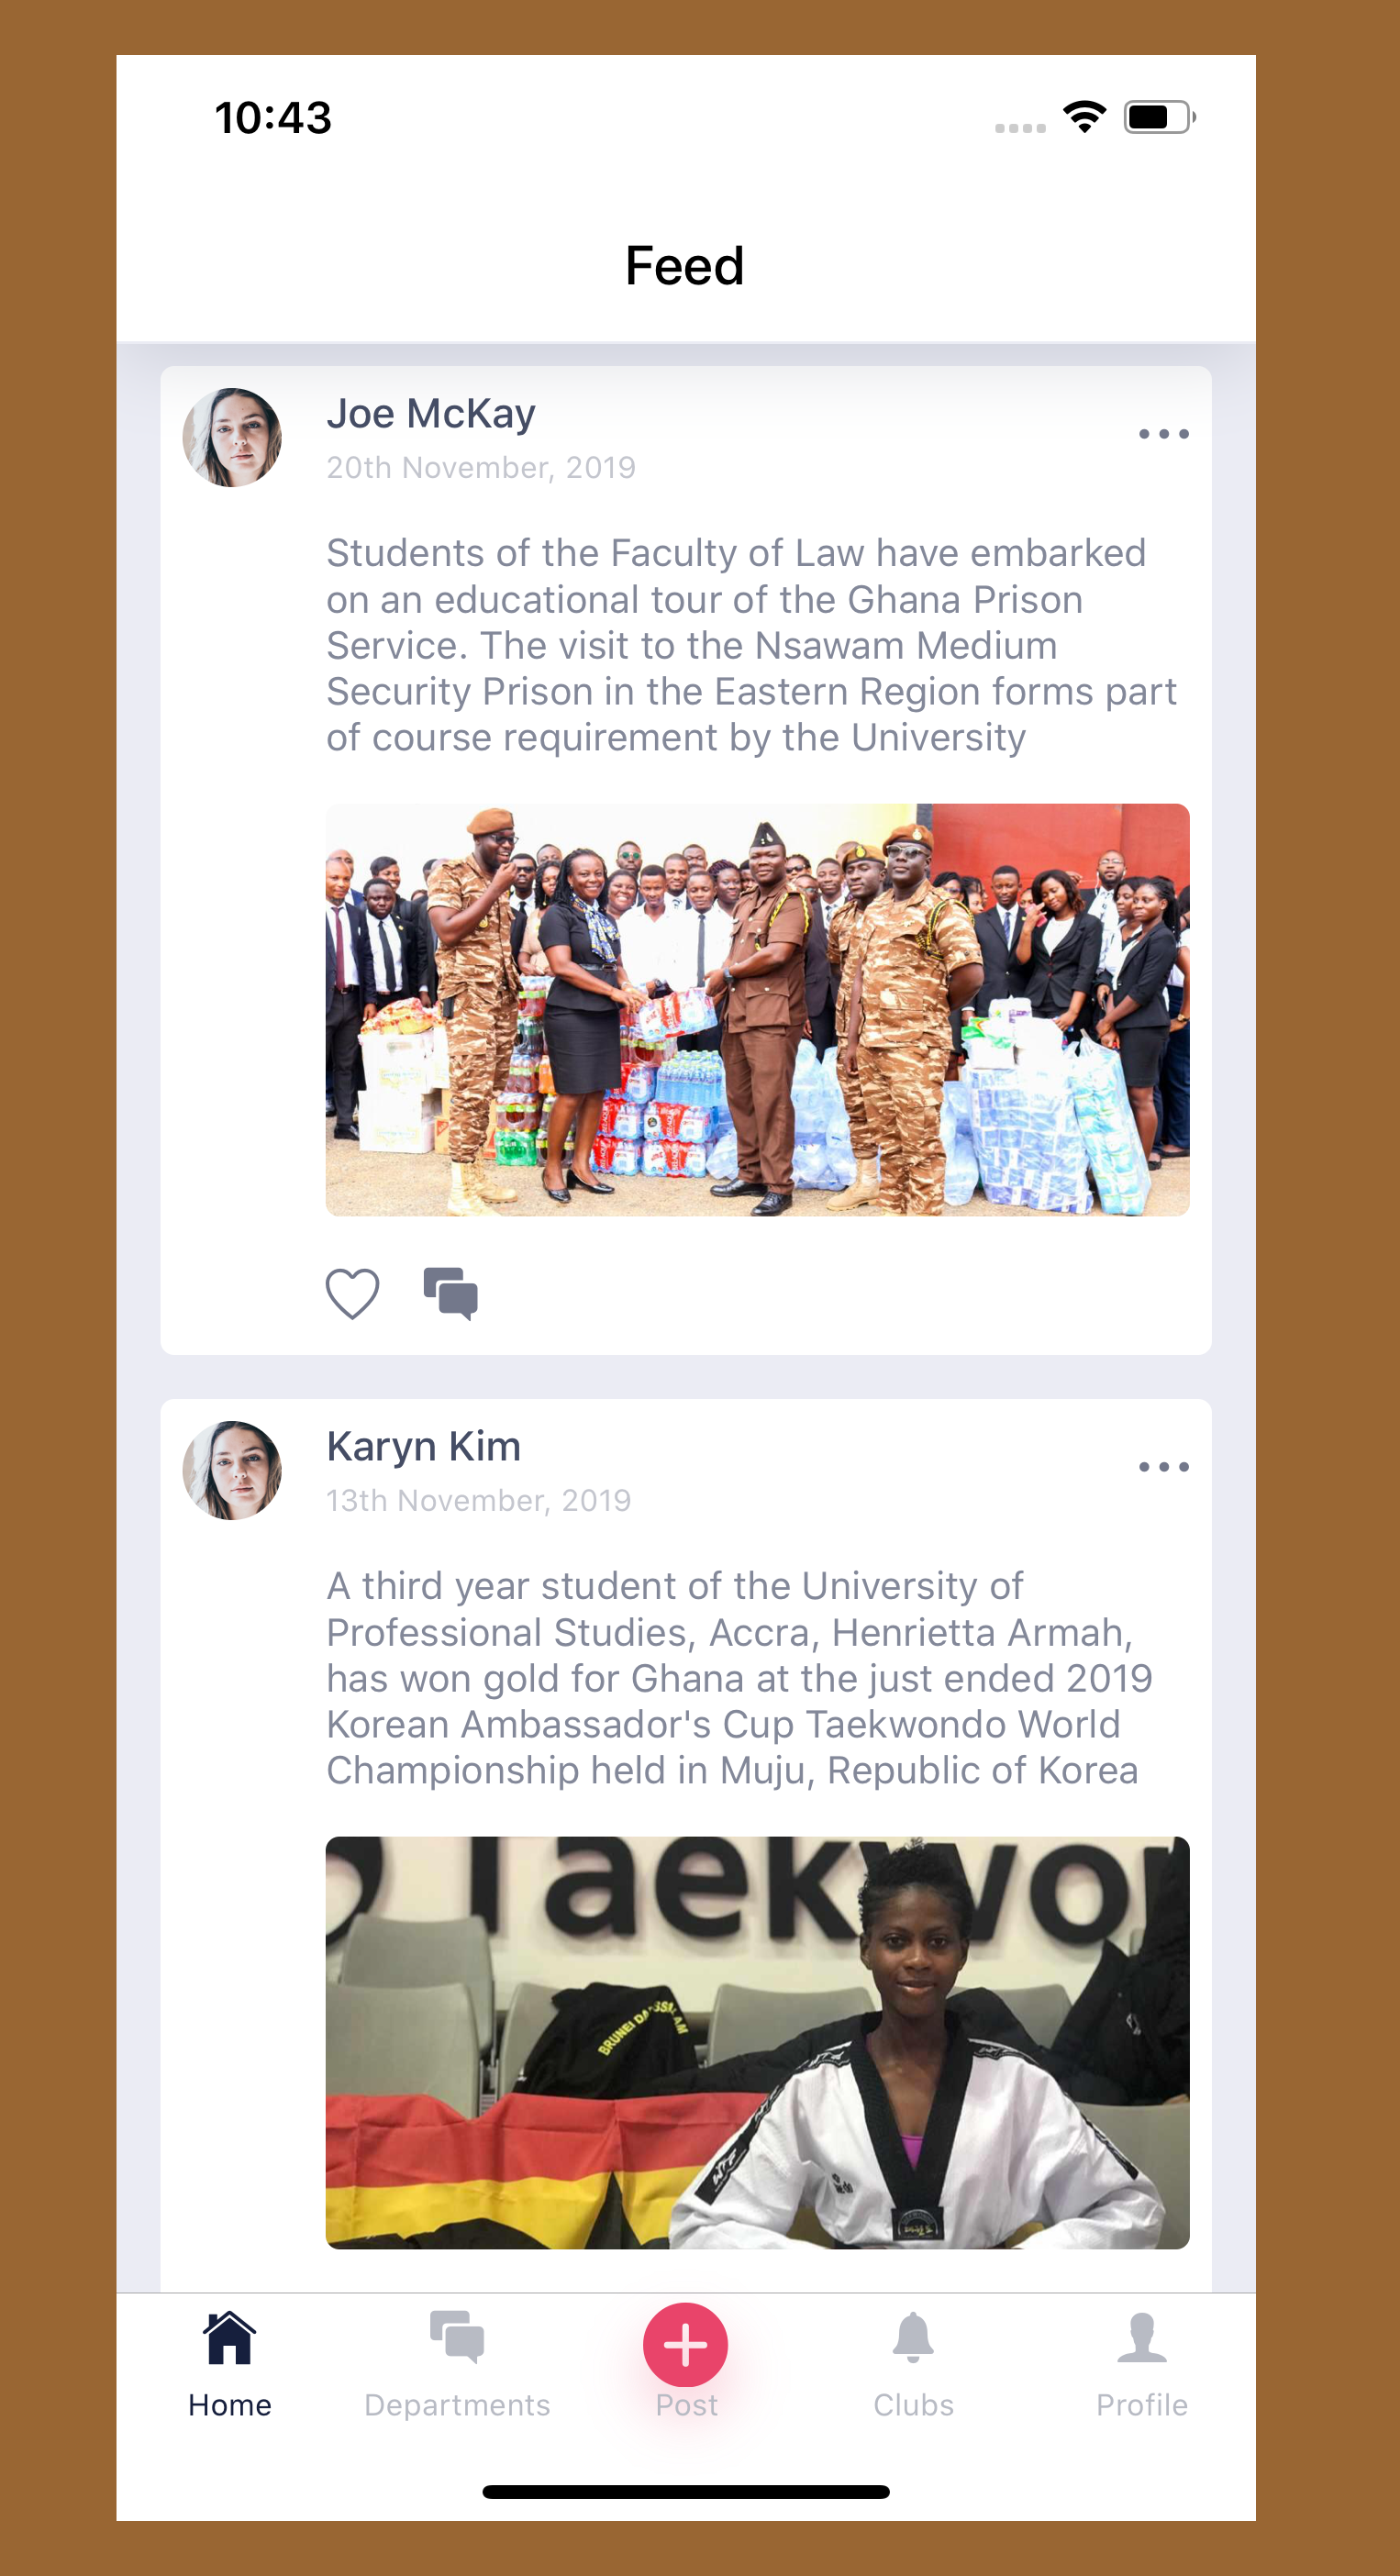 10:43
Feed
Joe McKay
20th November, 2019
Students of the Faculty of Law have embarked
on an educational tour of the Ghana Prison
Service. The visit to the Nsawam Medium
Security Prison in the Eastern Region forms part
of course requirement by the University
Karyn Kim
13th November, 2019
A third year student of the University of
Professional Studies, Accra, Henrietta Armah,
has won gold for Ghana at the just ended 2019
Korean Ambassador's Cup Taekwondo World
Championship held in Muju, Republic of Korea
Taekwo
BRUNEI DARUSSALAM
Home
Departments
Post
Clubs
Profile